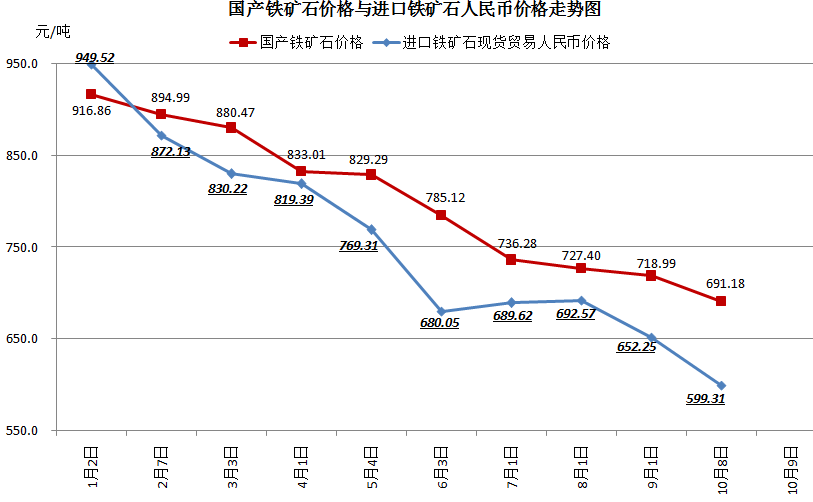 国产铁矿石价格与进口铁矿石人民币价格走势图
元/吨
国产铁矿石价格 进口铁矿石现货贸易人民币价格
950.0
850.0
750.0
650.0
550.0
949.52
916.86
894.99
872.13
880.47
830.22
833.01
819.39
829.29
769.31
785.12
680.05
736.28
689.62
727.40
692.57
718.99
652.25
691.18
599.31
1月2日
2月7日
3月3日
4月1日
5月4日
6月3日
7月1日
8月1日
9月1日
10月8日
10月9日